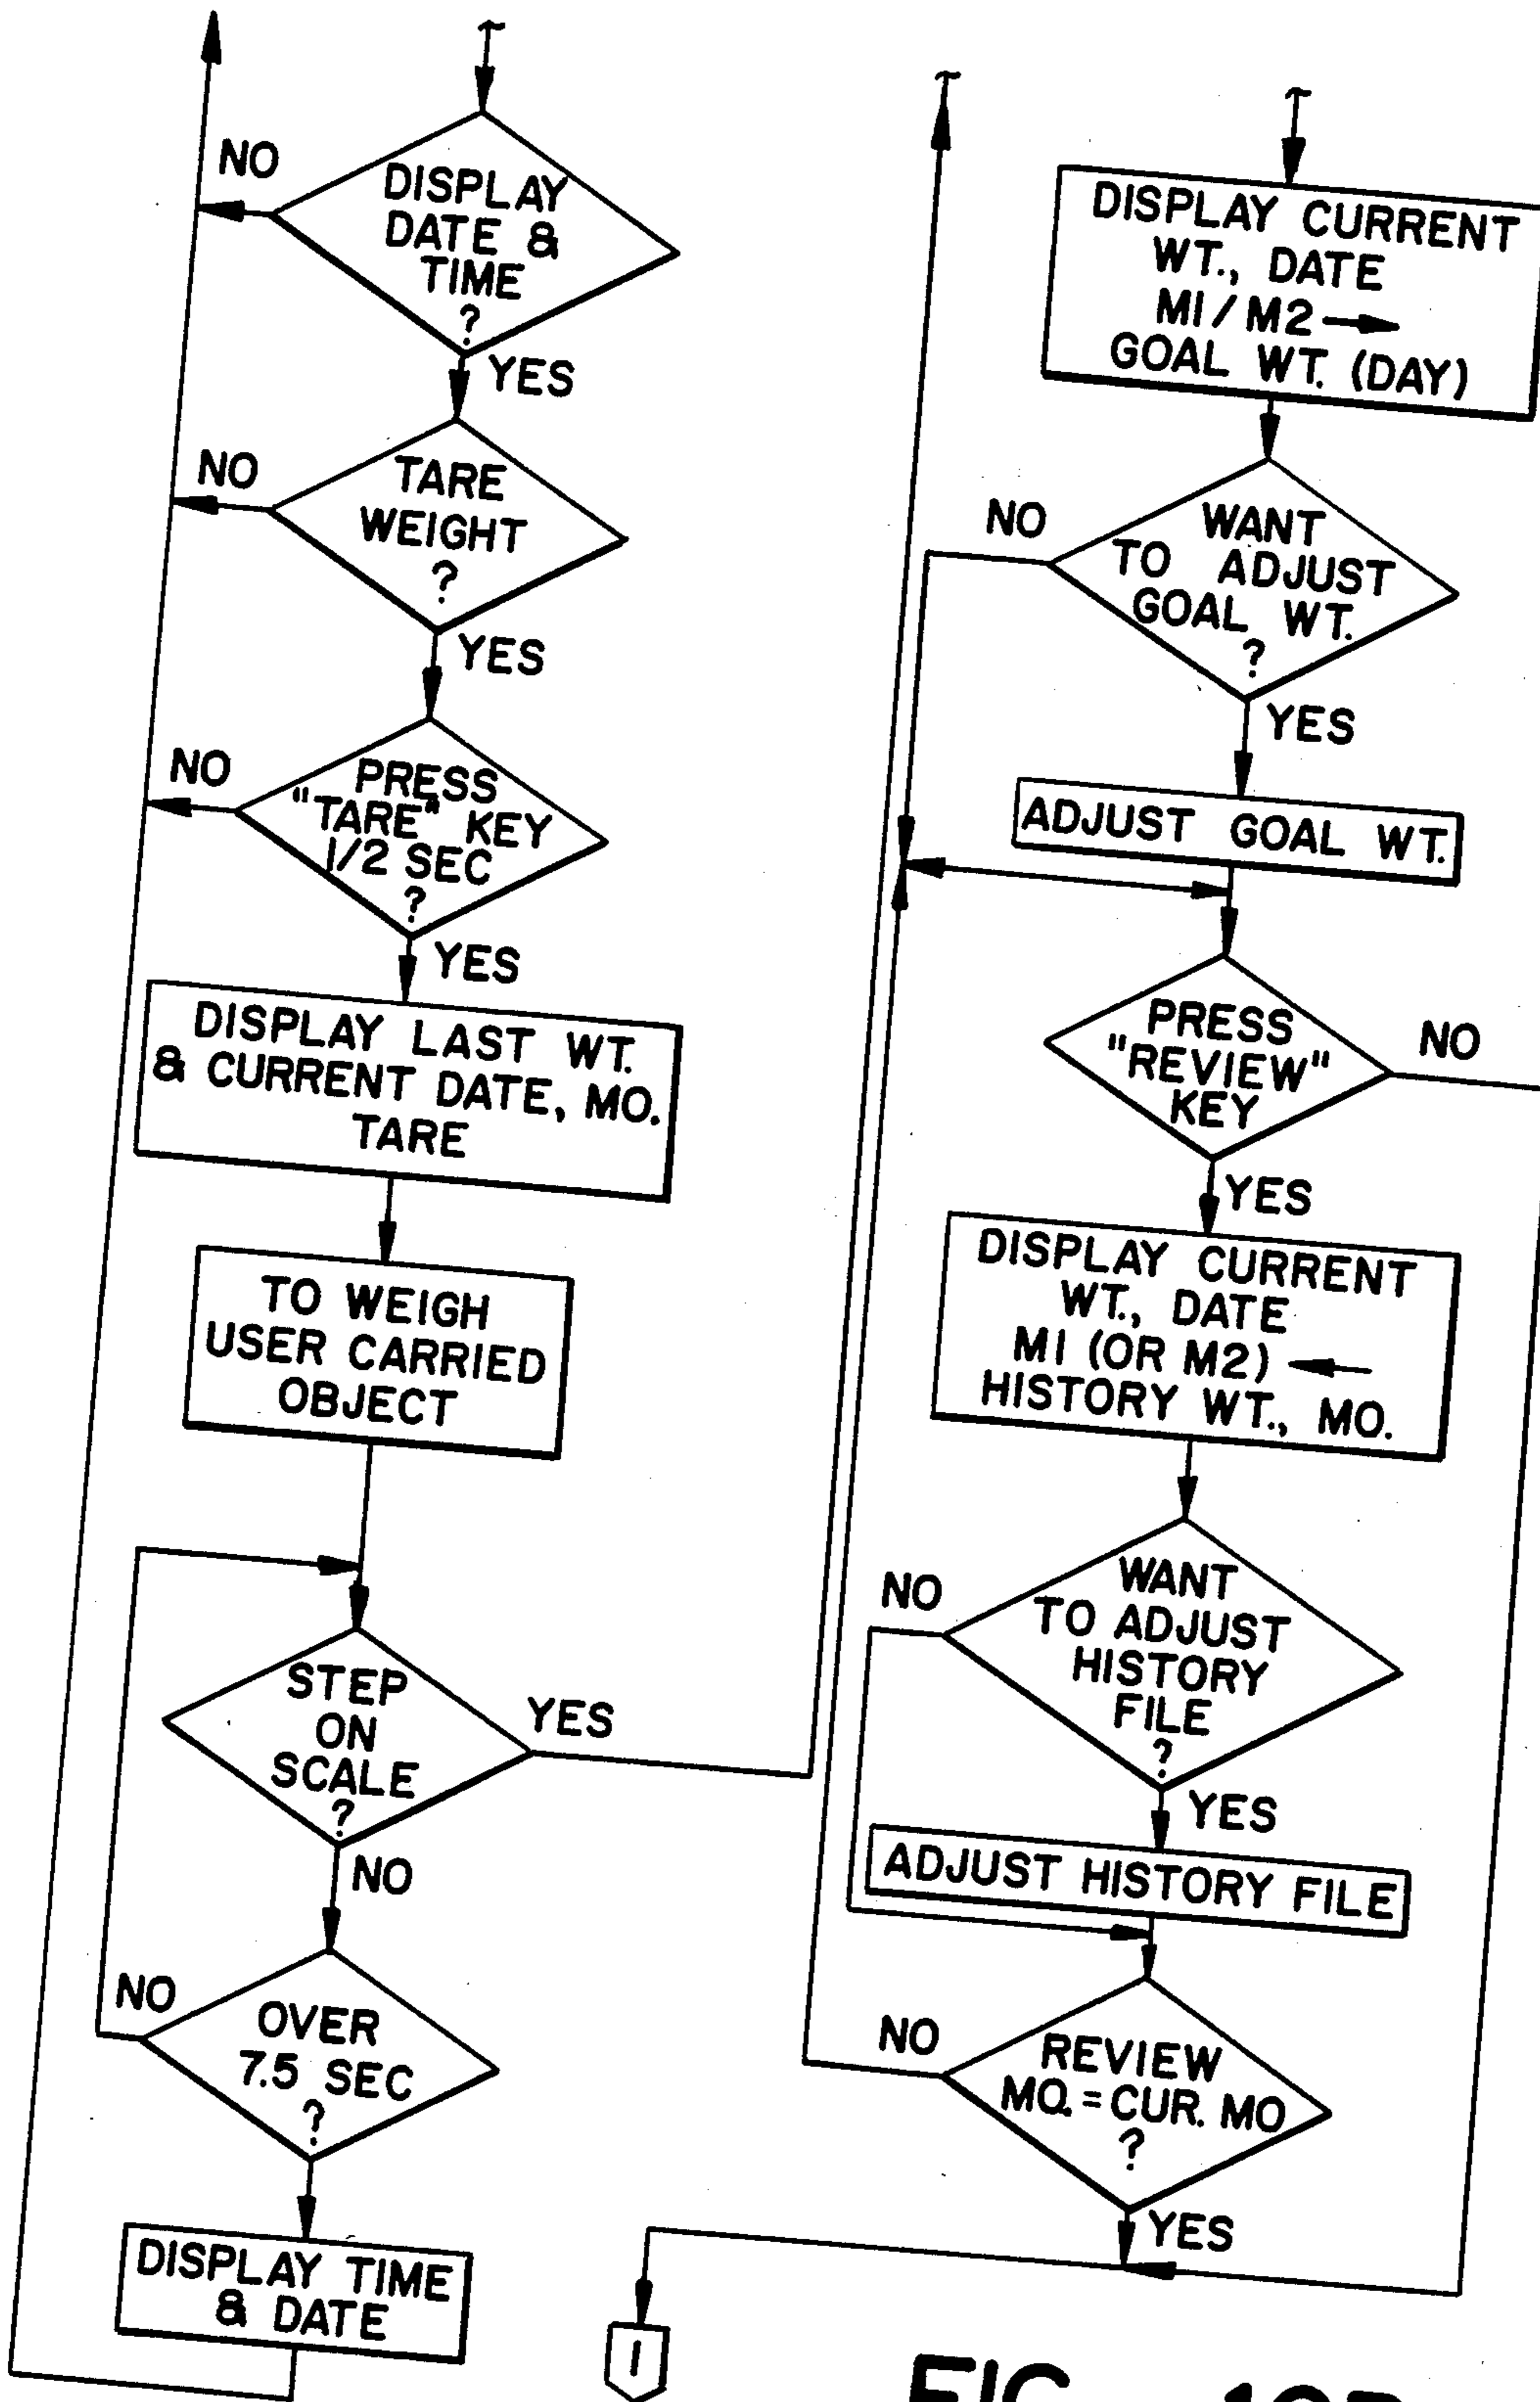 NO
DISPLAY
DATE &
TIME
?
YES
NO
TARE
WEIGHT
?
YES
NO
PRESS
"TARE" KEY
1/2 SEC
?
YES
DISPLAY LAST WT.
& CURRENT DATE, MO.
TARE
TO WEIGH
USER CARRIED
OBJECT
STEP
ON
SCALE
?
YES
NO
NO
OVER
7.5 SEC
?
DISPLAY TIME
& DATE
DISPLAY CURRENT
WT., DATE
M1/M2 →
GOAL WT. (DAY)
NO
WANT
TO ADJUST
GOAL WT.
?
YES
ADJUST GOAL WT.
PRESS
"REVIEW"
KEY
NO
YES
DISPLAY CURRENT
WT., DATE
M1 (OR M2) ←
HISTORY WT., MO.
NO
WANT
TO ADJUST
HISTORY
FILE
?
YES
ADJUST HISTORY FILE
NO
REVIEW
MO. = CUR. MO
?
YES
1
FIG.